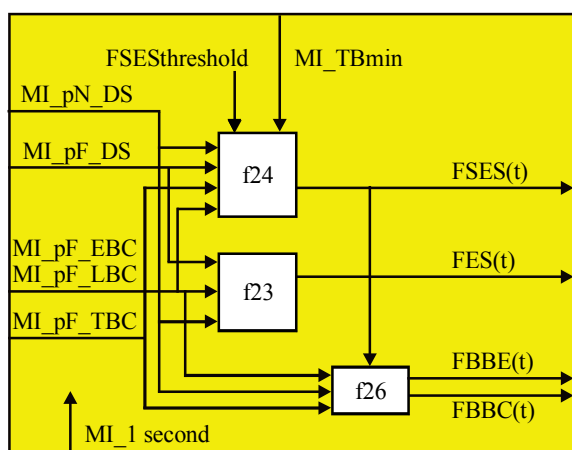 FSESthreshold
MI_TBmin
MI_pN_DS
MI_pF_DS
f24
FSES(t)
MI_pF_EBC
MI_pF_LBC
f23
FES(t)
MI_pF_TBC
f26
FBBE(t)
FBBC(t)
MI_1 second